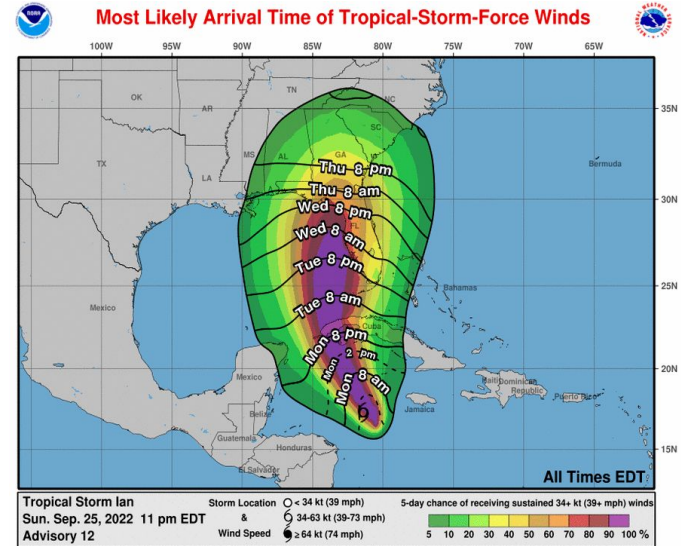 NOAA
Most Likely Arrival Time of Tropical-Storm-Force Winds
100W 95W 90W 85W 80W 75W 70W 65W
TN
NC
OK
AR
35N
SC
MS
AL
GA
TX
Thu 8 pm
Bermuda
LA
Thu 8 am
30N
Wed 8 pm
FL
Wed 8 am
Tue 8 pm
25N
Bahamas
Tue 8 am
Mexico
Cuba
Mon 8 pm
Mon 2 pm
20N
Mexico
Mon 8 am
Haiti
Dominican
Republic
Puerto Rico
Jamaica
Belize
Guatemala
Honduras
15N
El Salvador
All Times EDT
Tropical Storm Ian
Sun. Sep. 25, 2022 11 pm EDT
Advisory 12
Storm Location
&
Wind Speed
< 34 kt (39 mph)
34-63 kt (39-73 mph)
≥ 64 kt (74 mph)
5-day chance of receiving sustained 34+ kt (39+ mph) winds
5 10 20 30 40 50 60 70 80 90 100 %